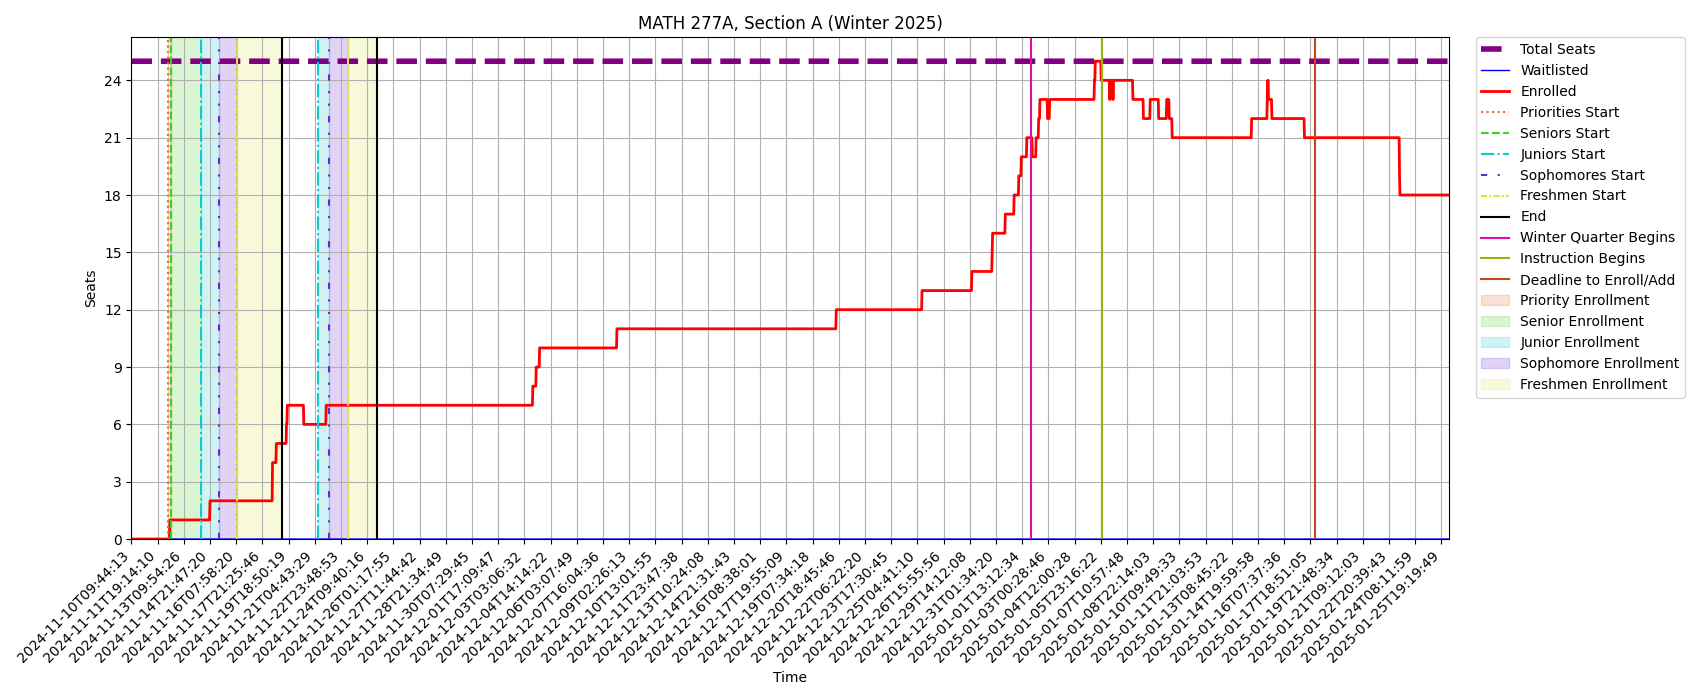 MATH 277A, Section A (Winter 2025)
Seats
24
21
18
15
12
9
6
3
0
2024-11-10T09:44:13
2024-11-11T19:14:10
2024-11-13T09:54:26
2024-11-14T21:47:20
2024-11-16T07:58:20
2024-11-17T21:25:46
2024-11-19T18:50:19
2024-11-21T04:43:29
2024-11-22T23:48:53
2024-11-24T09:40:16
2024-11-26T01:17:55
2024-11-27T11:44:42
2024-11-28T21:34:49
2024-11-30T07:29:45
2024-12-01T17:09:47
2024-12-03T03:06:32
2024-12-04T14:14:22
2024-12-06T03:07:49
2024-12-07T16:04:36
2024-12-09T02:26:13
2024-12-10T13:01:55
2024-12-11T23:47:38
2024-12-13T10:24:08
2024-12-14T21:31:43
2024-12-16T08:38:01
2024-12-17T19:55:09
2024-12-19T07:34:18
2024-12-20T18:45:46
2024-12-22T06:22:20
2024-12-23T17:30:45
2024-12-25T04:41:10
2024-12-26T15:55:56
2024-12-29T14:12:08
2024-12-31T01:34:20
2025-01-01T13:12:34
2025-01-03T00:28:46
2025-01-04T12:00:28
2025-01-05T23:16:22
2025-01-07T10:57:48
2025-01-08T22:14:03
2025-01-10T09:49:33
2025-01-11T21:03:53
2025-01-13T08:45:22
2025-01-14T19:59:58
2025-01-16T07:37:36
2025-01-17T18:51:05
2025-01-19T21:48:34
2025-01-21T09:12:03
2025-01-22T20:39:43
2025-01-24T08:11:59
2025-01-25T19:19:49
Time
Total Seats
Waitlisted
Enrolled
Priorities Start
Seniors Start
Juniors Start
Sophomores Start
Freshmen Start
End
Winter Quarter Begins
Instruction Begins
Deadline to Enroll/Add
Priority Enrollment
Senior Enrollment
Junior Enrollment
Sophomore Enrollment
Freshmen Enrollment